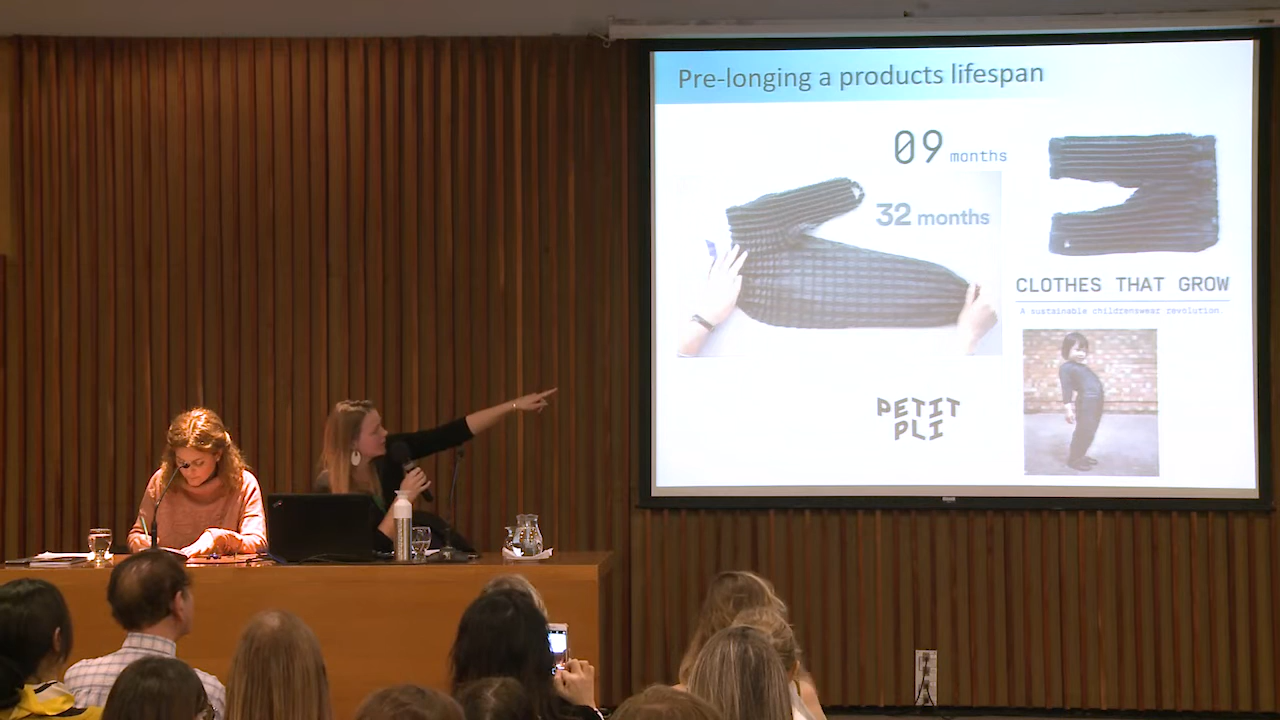 Pre-longing a products lifespan
09 months
32 months
CLOTHES THAT GROW
A sustainable childrenswear revolution.
PETIT
PLI